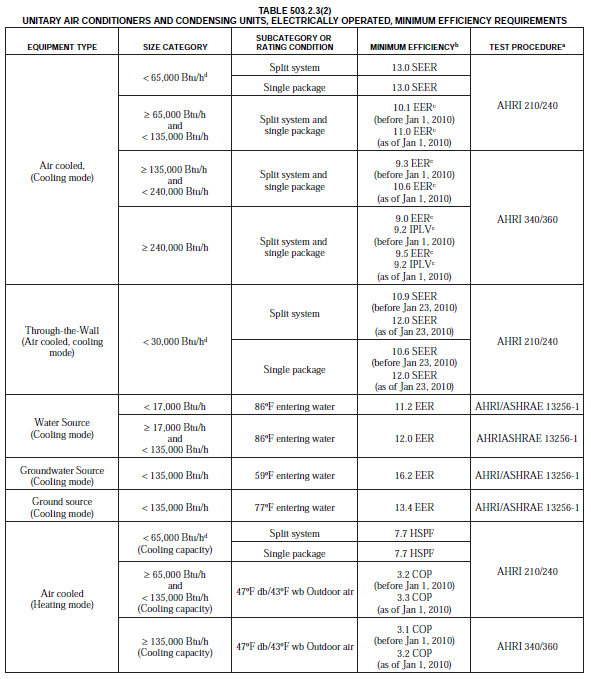 TABLE 503.2.3(2)
UNITARY AIR CONDITIONERS AND CONDENSING UNITS, ELECTRICALLY OPERATED, MINIMUM EFFICIENCY REQUIREMENTS
EQUIPMENT TYPE
SIZE CATEGORY
SUBCATEGORY OR
RATING CONDITION
MINIMUM EFFICIENCYb
TEST PROCEDUREa
Air cooled,
(Cooling mode)
< 65,000 Btu/hd
Split system
13.0 SEER
AHRI 210/240
Single package
13.0 SEER
≥ 65,000 Btu/h
and
< 135,000 Btu/h
Split system and
single package
10.1 EERc
(before Jan 1, 2010)
11.0 EERc
(as of Jan 1, 2010)
≥ 135,000 Btu/h
and
< 240,000 Btu/h
Split system and
single package
9.3 EERc
(before Jan 1, 2010)
10.6 EERc
(as of Jan 1, 2010)
AHRI 340/360
≥ 240,000 Btu/h
Split system and
single package
9.0 EERc
9.2 IPLVc
(before Jan 1, 2010)
9.5 EERc
9.2 IPLVc
(as of Jan 1, 2010)
Through-the-Wall
(Air cooled, cooling
mode)
< 30,000 Btu/hd
Split system
10.9 SEER
(before Jan 23, 2010)
12.0 SEER
(as of Jan 23, 2010)
AHRI 210/240
Single package
10.6 SEER
(before Jan 23, 2010)
12.0 SEER
(as of Jan 23, 2010)
Water Source
(Cooling mode)
< 17,000 Btu/h
86°F entering water
11.2 EER
AHRI/ASHRAE 13256-1
≥ 17,000 Btu/h
and
< 135,000 Btu/h
86°F entering water
12.0 EER
AHRIASHRAE 13256-1
Groundwater Source
(Cooling mode)
< 135,000 Btu/h
59°F entering water
16.2 EER
AHRI/ASHRAE 13256-1
Ground source
(Cooling mode)
< 135,000 Btu/h
77°F entering water
13.4 EER
AHRI/ASHRAE 13256-1
Air cooled
(Heating mode)
< 65,000 Btu/hd
(Cooling capacity)
Split system
7.7 HSPF
AHRI 210/240
Single package
7.7 HSPF
≥ 65,000 Btu/h
and
< 135,000 Btu/h
(Cooling capacity)
47°F db/43°F wb Outdoor air
3.2 COP
(before Jan 1, 2010)
3.3 COP
(as of Jan 1, 2010)
≥ 135,000 Btu/h
(Cooling capacity)
47°F db/43°F wb Outdoor air
3.1 COP
(before Jan 1, 2010)
3.2 COP
(as of Jan 1, 2010)
AHRI 340/360